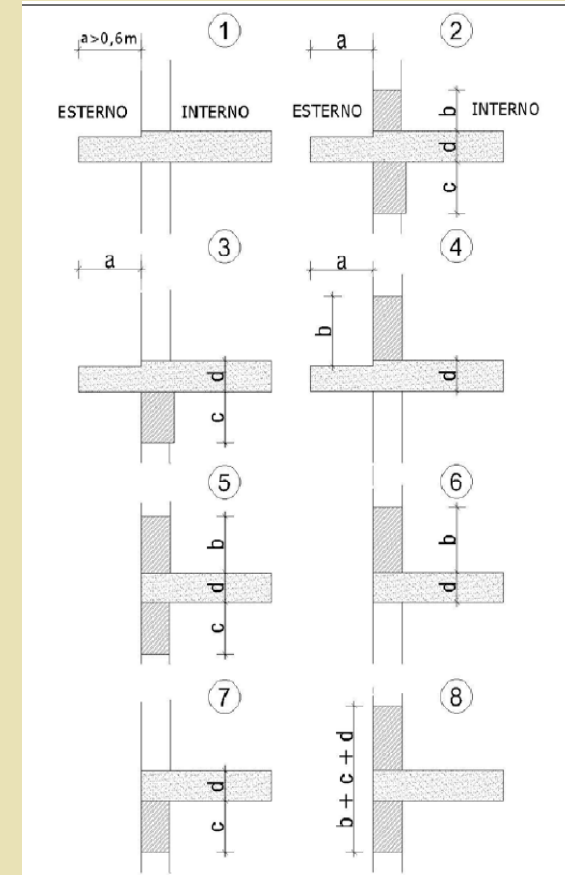 1 2
a>0,6m a
ESTERNO INTERNO ESTERNO INTERNO
b
d
c
3 4
a a
b
d d
c
5 6
b b
d d
c
7 8
d
c
b + c + d